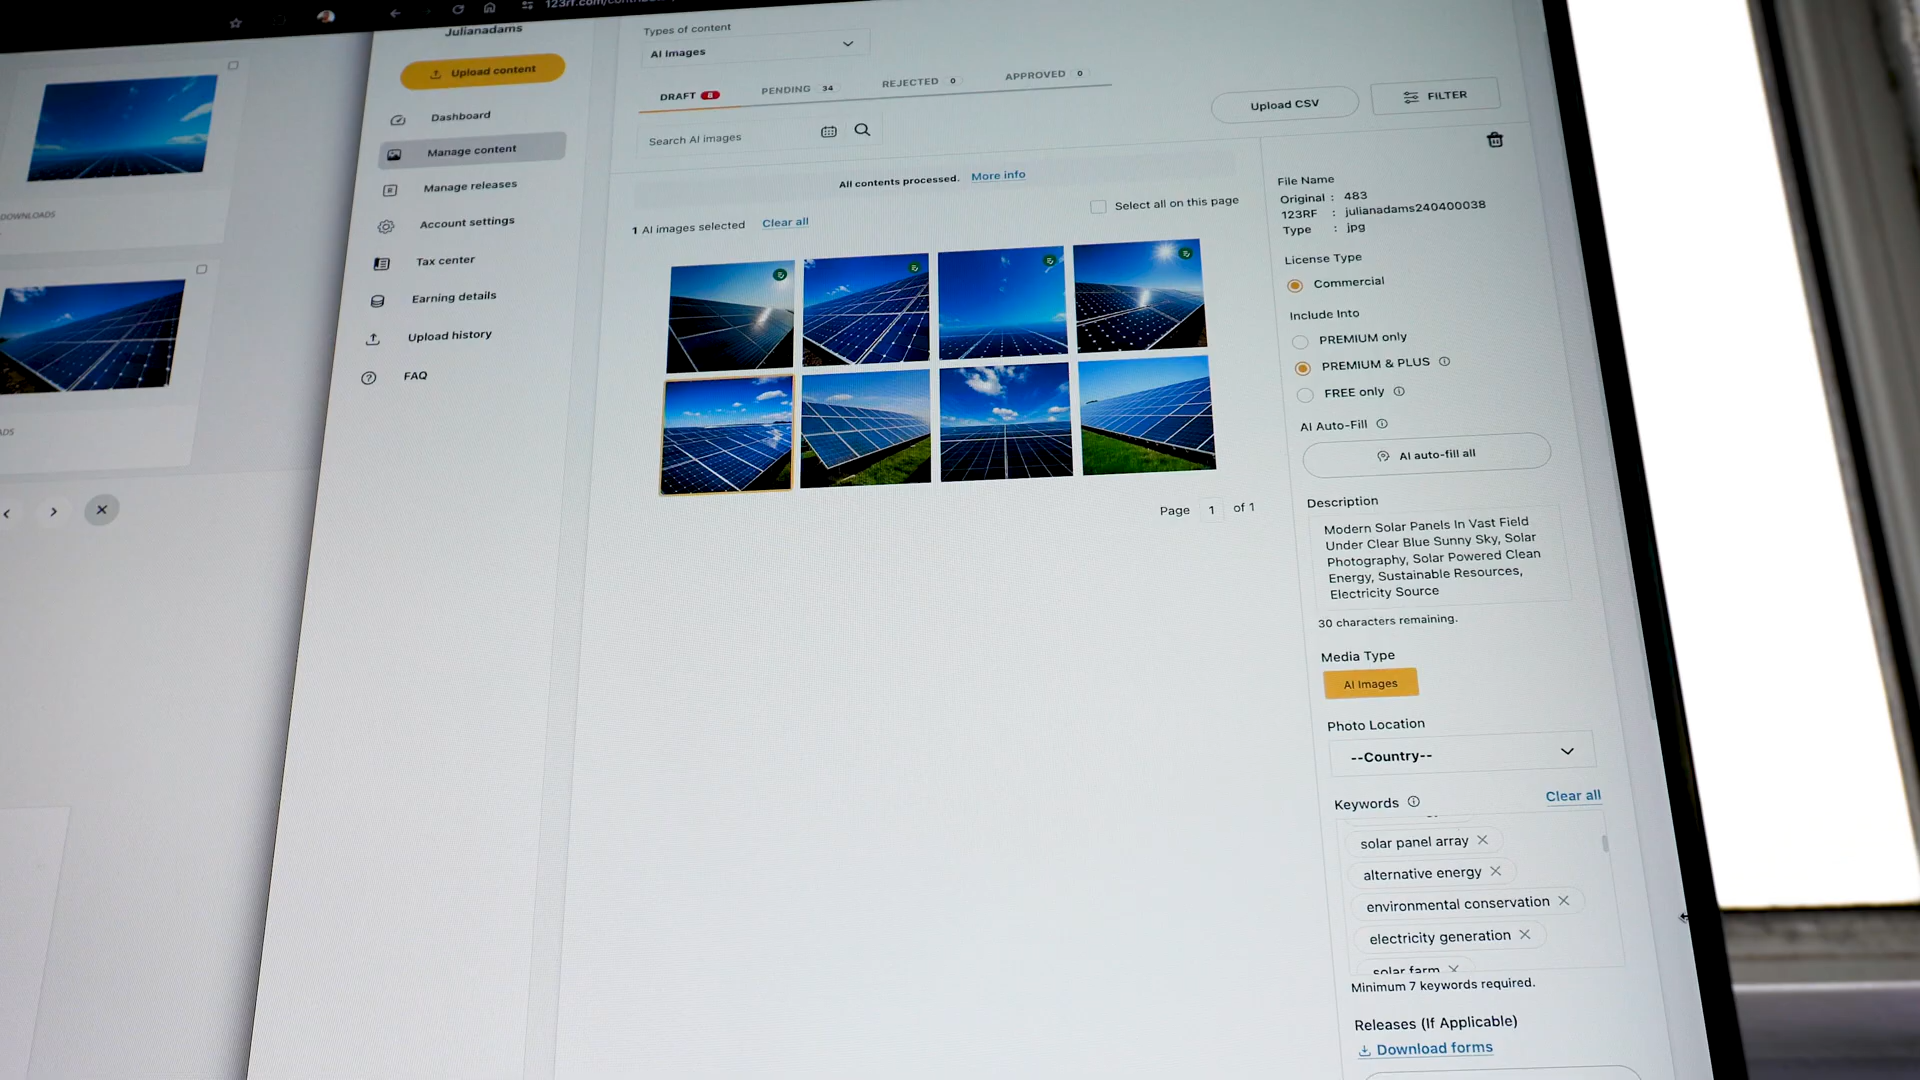 Julianadams
Upload content
Dashboard
Manage content
Manage releases
Account settings
Tax center
Earning details
Upload history
FAQ
DOWNLOADS
Types of content
AI Images
DRAFT 8
PENDING 34
REJECTED 0
APPROVED 0
Search AI images
Upload CSV
FILTER
All contents processed. More info
1 AI images selected Clear all
Select all on this page
Page 1 of 1
File Name
Original : 483
123RF : julianadams240400038
Type : jpg
License Type
Commercial
Include Into
PREMIUM only
PREMIUM & PLUS
FREE only
AI Auto-Fill
AI auto-fill all
Description
Modern Solar Panels In Vast Field
Under Clear Blue Sunny Sky, Solar
Photography, Solar Powered Clean
Energy, Sustainable Resources,
Electricity Source
30 characters remaining.
Media Type
AI Images
Photo Location
--Country--
Keywords Clear all
solar panel array
alternative energy
environmental conservation
electricity generation
solar farm
Minimum 7 keywords required.
Releases (If Applicable)
Download forms